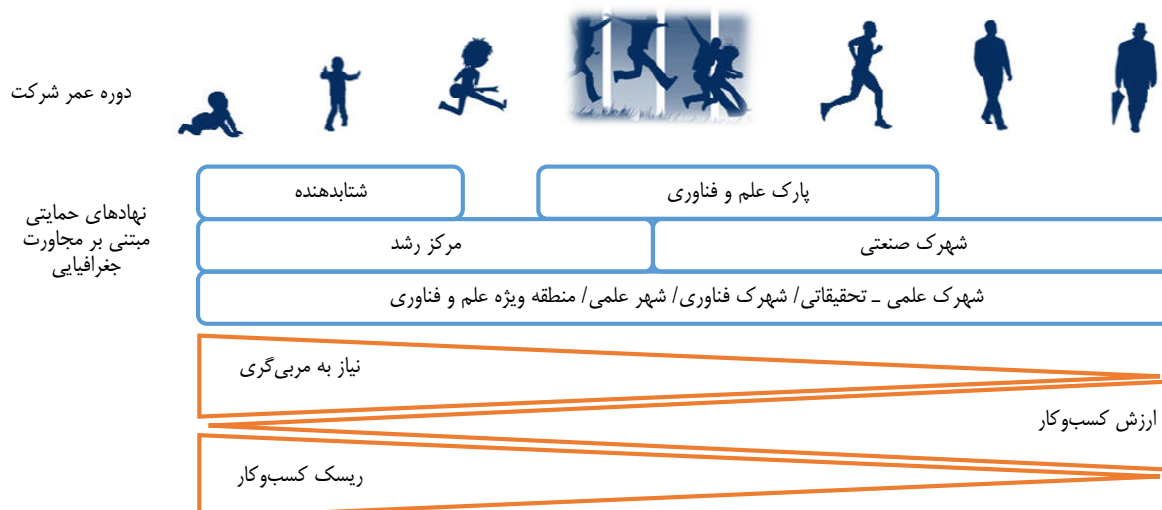 دوره عمر شرکت
شتابدهنده
پارک علم و فناوری
نهادهای حمایتی
مبتنی بر مجاورت
جغرافیایی
مرکز رشد
شهرک صنعتی
شهرک علمی ـ تحقیقاتی/ شهرک فناوری/ شهر علمی/ منطقه ویژه علم و فناوری
نیاز به مربی‌گری
ارزش کسب‌وکار
ریسک کسب‌وکار